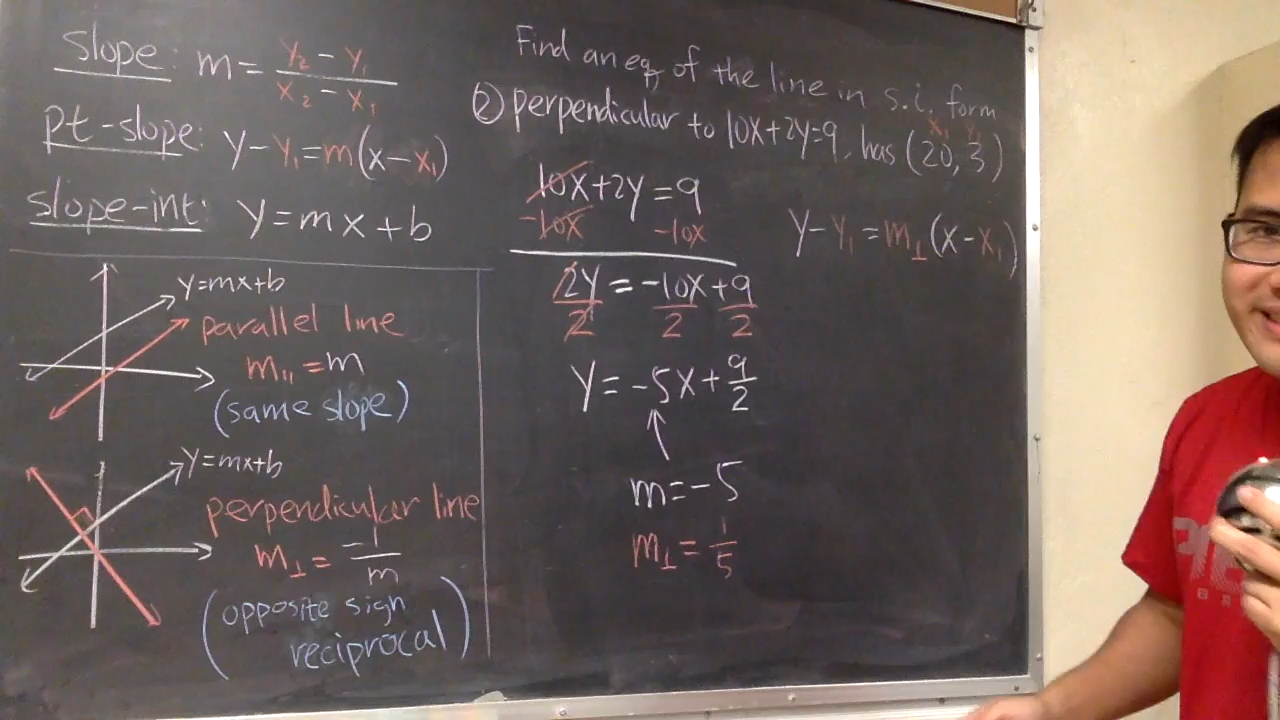 slope: m = (y₂ - y₁)/(x₂ - x₁)
pt-slope: y - y₁ = m(x - x₁)
slope-int: y = mx + b
y=mx+b
parallel line
m∥ = m
(same slope)
y=mx+b
perpendicular line
m⊥ = -1/m
(opposite sign
reciprocal)
Find an eq of the line in s.i. form
② perpendicular to 10x+2y=9, has (20, 3)
x₁ y₁
10x+2y=9
-10x -10x
2y = -10x + 9
2 2 2
y = -5x + 9/2
m = -5
m⊥ = 1/5
y - y₁ = m⊥(x - x₁)